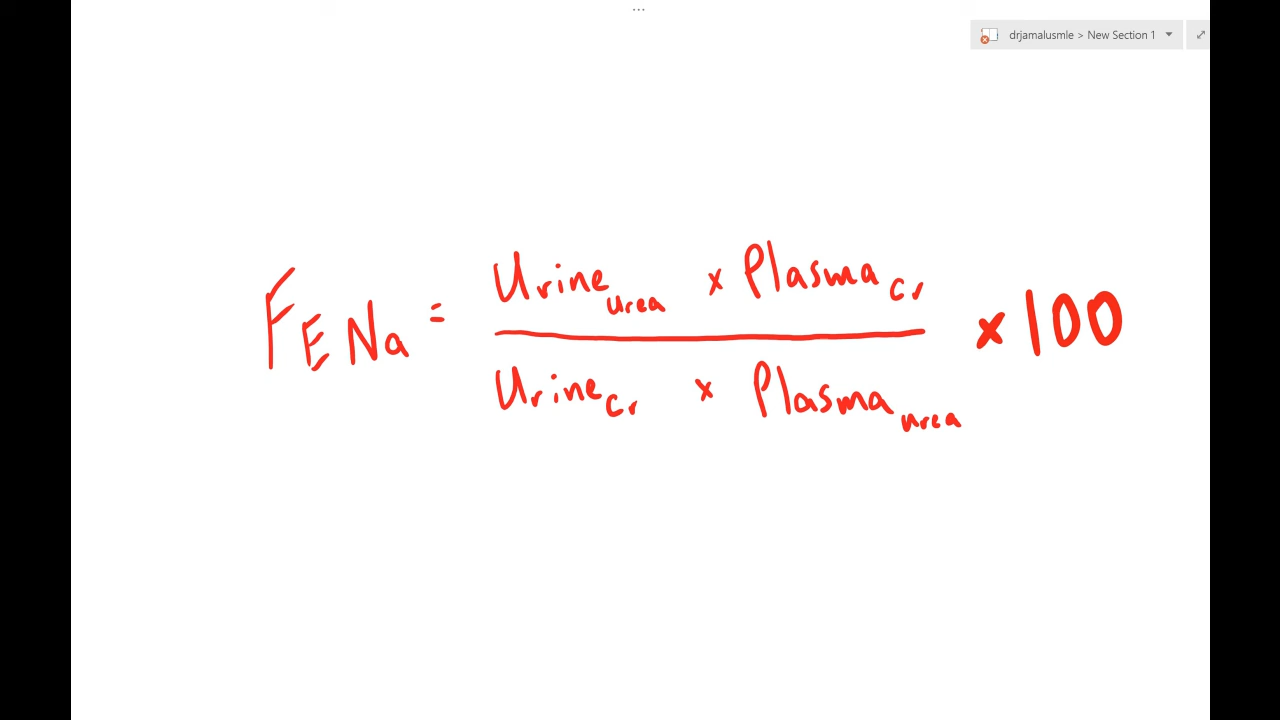 drjamalusmle > New Section 1
Urine urea x Plasma cr
FENa = x 100
Urine cr x Plasma urea